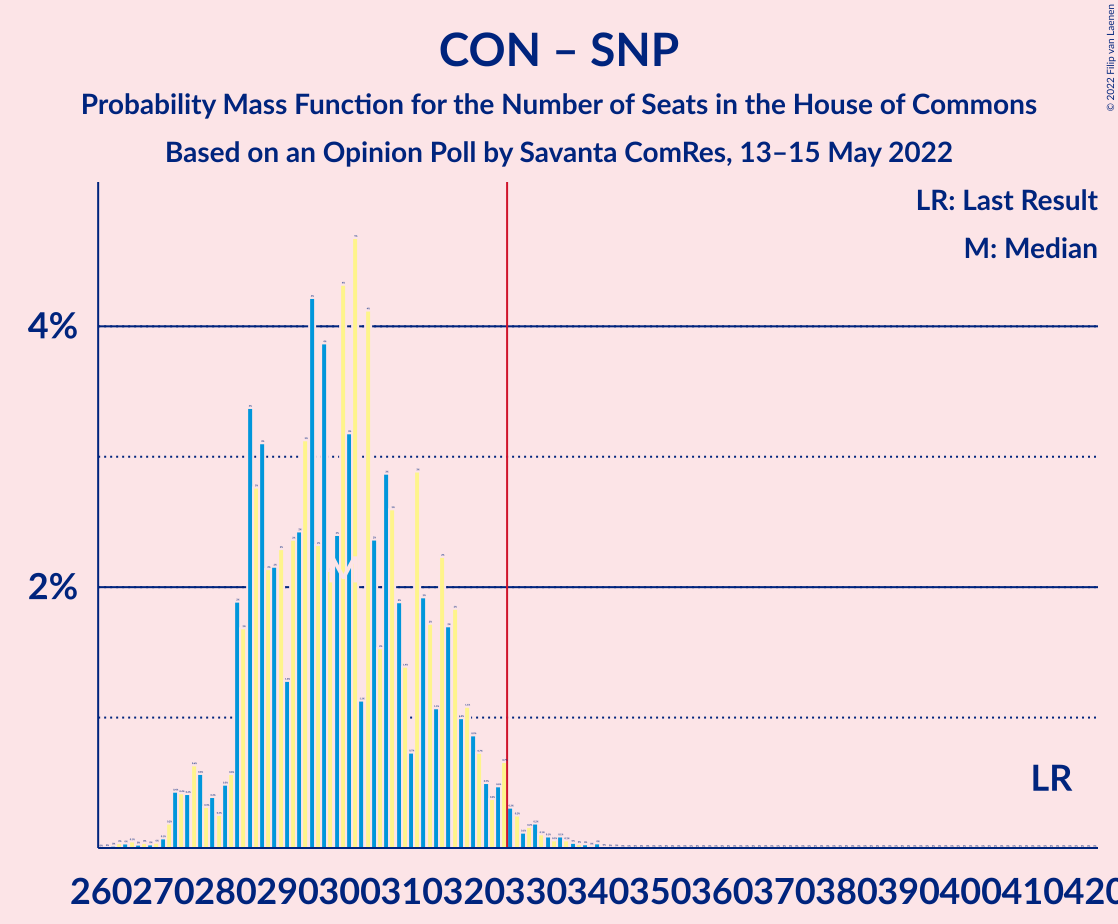 CON – SNP
Probability Mass Function for the Number of Seats in the House of Commons
Based on an Opinion Poll by Savanta ComRes, 13–15 May 2022
© 2022 Filip van Laenen
LR: Last Result
M: Median
4%
2%
M
LR
260270280290300310320330340350360370380390400410420